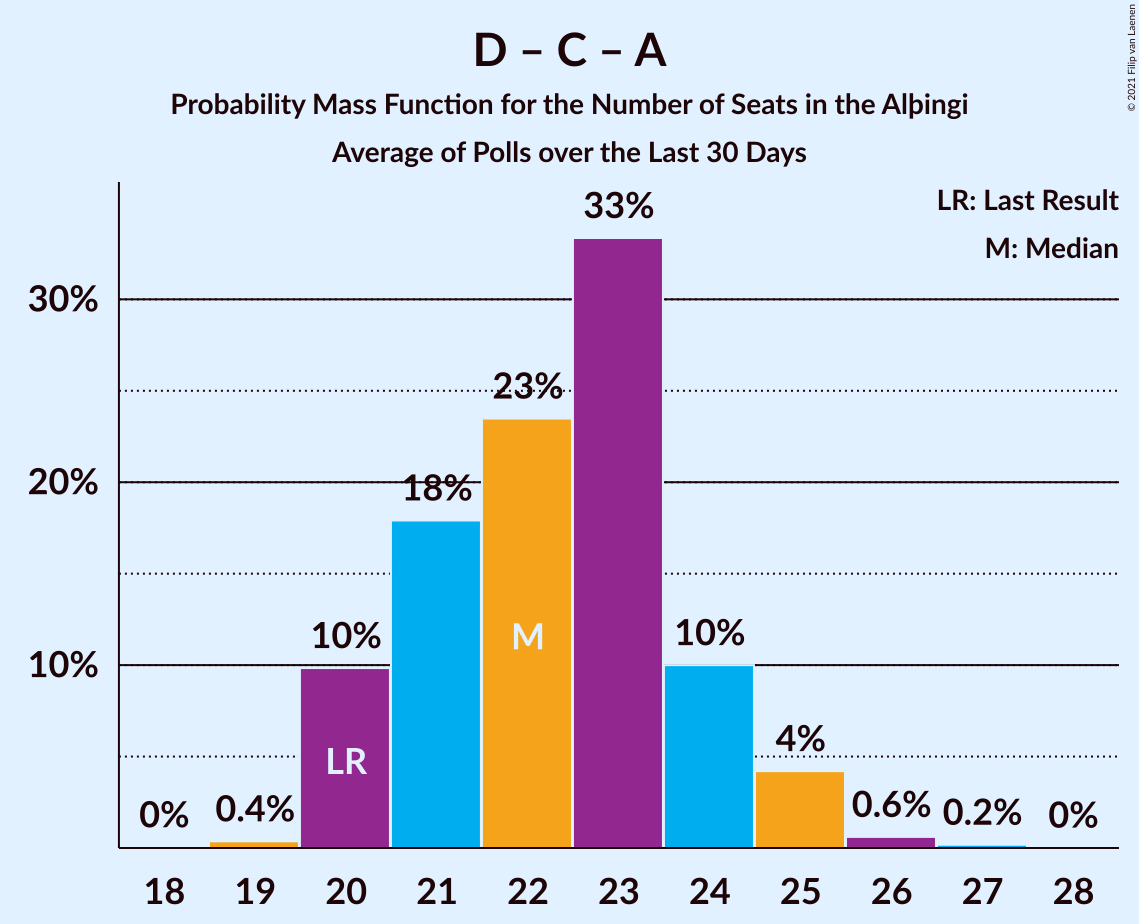 D – C – A
Probability Mass Function for the Number of Seats in the Alþingi
Average of Polls over the Last 30 Days
© 2021 Filip van Laenen
LR: Last Result
M: Median
33%
30%
23%
20%
18%
M
10%
10%
10%
LR
4%
0%
0.4%
0.6%
0.2%
0%
18 19 20 21 22 23 24 25 26 27 28